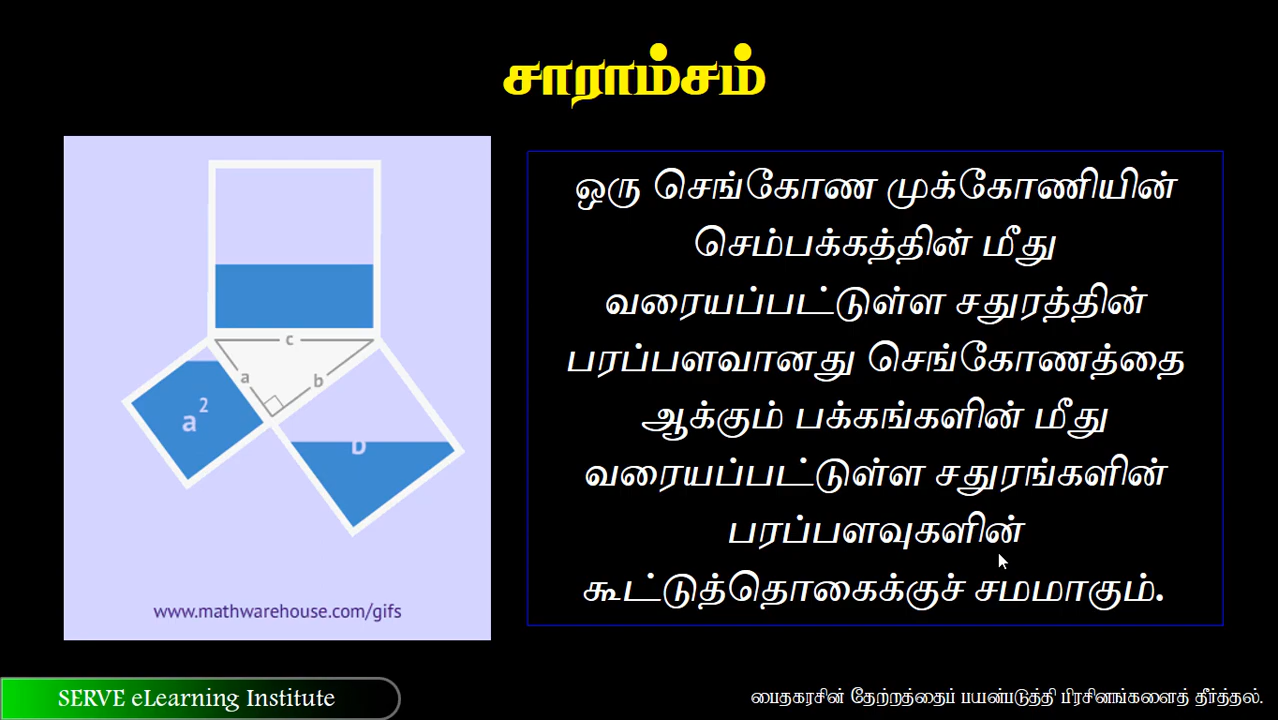 சாராம்சம்
c
a
b
a²
www.mathwarehouse.com/gifs
ஒரு செங்கோண முக்கோணியின்
செம்பக்கத்தின் மீது
வரையப்பட்டுள்ள சதுரத்தின்
பரப்பளவானது செங்கோணத்தை
ஆக்கும் பக்கங்களின் மீது
வரையப்பட்டுள்ள சதுரங்களின்
பரப்பளவுகளின்
கூட்டுத்தொகைக்குச் சமமாகும்.
SERVE eLearning Institute
பைதகரசின் தேற்றத்தைப் பயன்படுத்தி பிரசினங்களைத் தீர்த்தல்.